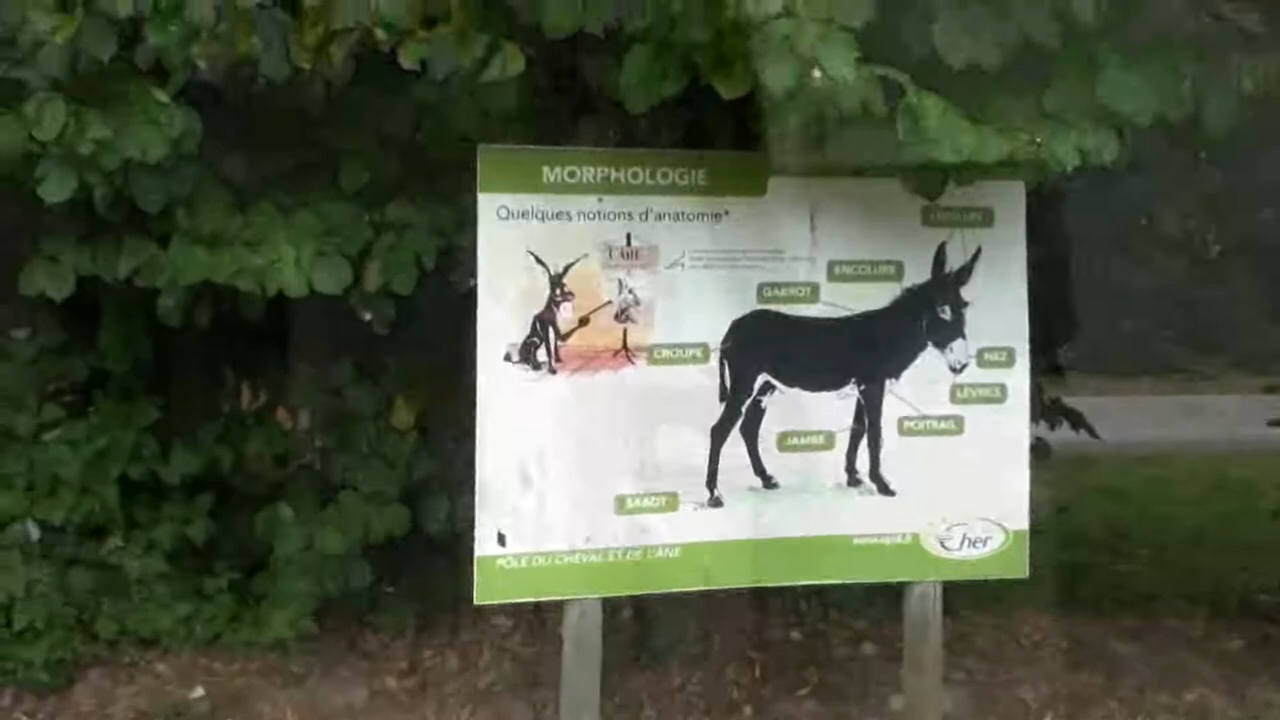 MORPHOLOGIE
Quelques notions d'anatomie*
L'ÂNE
ENCOLURE
GARROT
CROUPE
NEZ
LÈVRES
POITRAIL
JAMBE
SABOT
PÔLE DU CHEVAL ET DE L'ÂNE
Cher